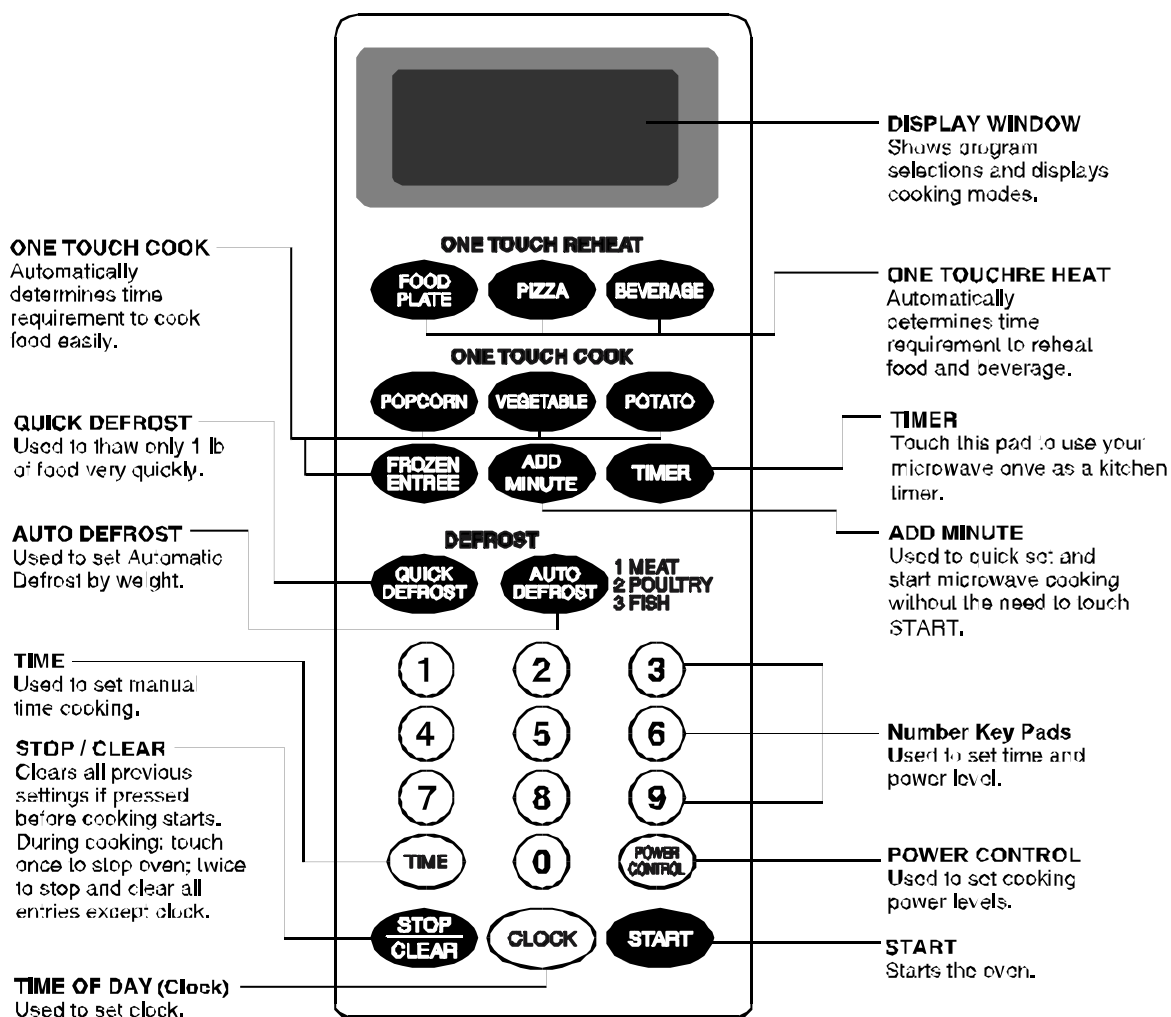 ONE TOUCH COOK
Automatically
determines time
requirement to cook
food easily.
QUICK DEFROST
Used to thaw only 1 lb
of food very quickly.
AUTO DEFROST
Used to set Automatic
Defrost by weight.
TIME
Used to set manual
time cooking.
STOP / CLEAR
Clears all previous
settings if pressed
before cooking starts.
During cooking: touch
once to stop oven; twice
to stop and clear all
entries except clock.
TIME OF DAY (Clock)
Used to set clock.
ONE TOUCH REHEAT
FOOD
PLATE
PIZZA
BEVERAGE
ONE TOUCH COOK
POPCORN
VEGETABLE
POTATO
FROZEN
ENTREE
ADD
MINUTE
TIMER
DEFROST
QUICK
DEFROST
AUTO
DEFROST
1 MEAT
2 POULTRY
3 FISH
1
2
3
4
5
6
7
8
9
TIME
0
POWER
CONTROL
STOP
CLEAR
CLOCK
START
DISPLAY WINDOW
Shows program
selections and displays
cooking modes.
ONE TOUCHRE HEAT
Automatically
determines time
requirement to reheat
food and beverage.
TIMER
Touch this pad to use your
microwave onve as a kitchen
timer.
ADD MINUTE
Used to quick set and
start microwave cooking
without the need to touch
START.
Number Key Pads
Used to set time and
power level.
POWER CONTROL
Used to set cooking
power levels.
START
Starts the oven.